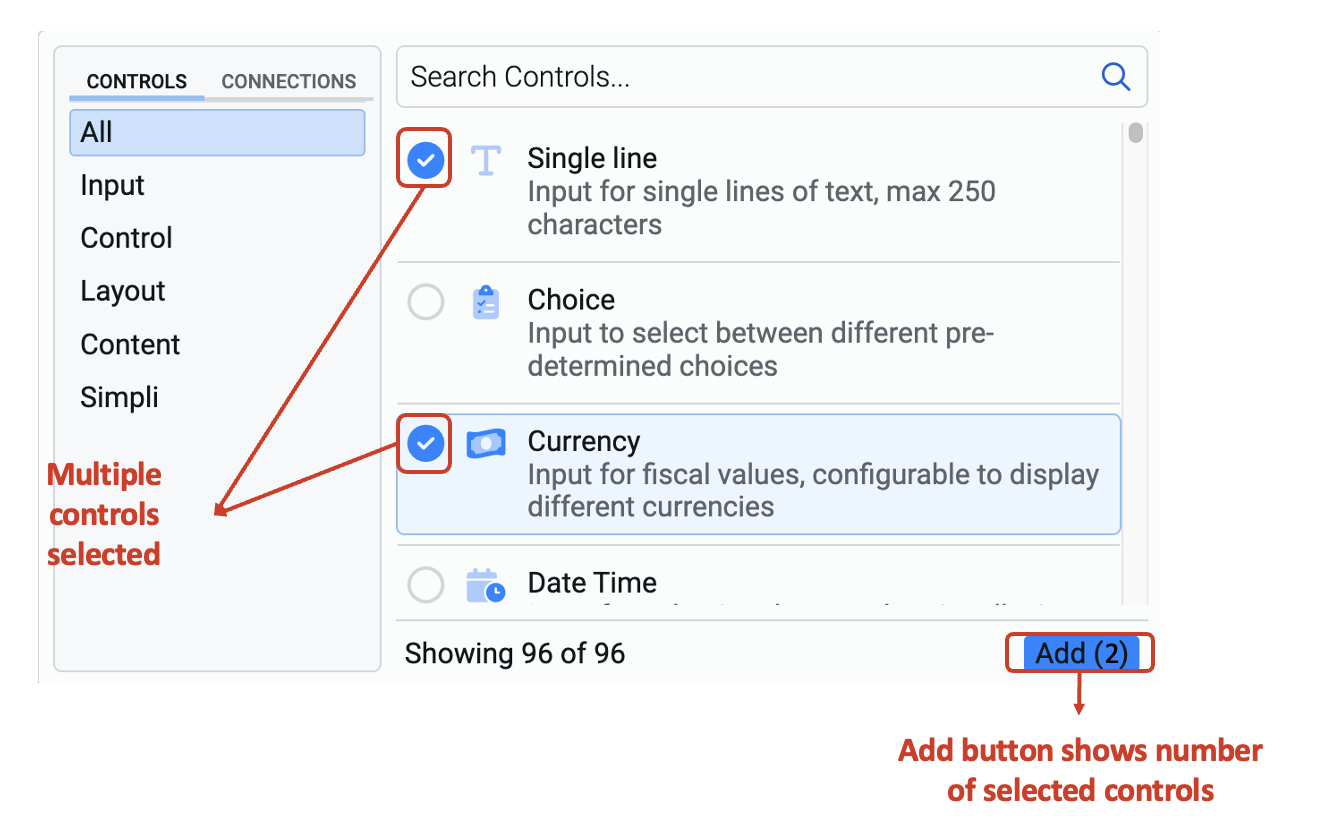 CONTROLS CONNECTIONS
All
Input
Control
Layout
Content
Simpli
Multiple
controls
selected
Search Controls...
Single line
Input for single lines of text, max 250
characters
Choice
Input to select between different pre-
determined choices
Currency
Input for fiscal values, configurable to display
different currencies
Date Time
Showing 96 of 96
Add (2)
Add button shows number
of selected controls